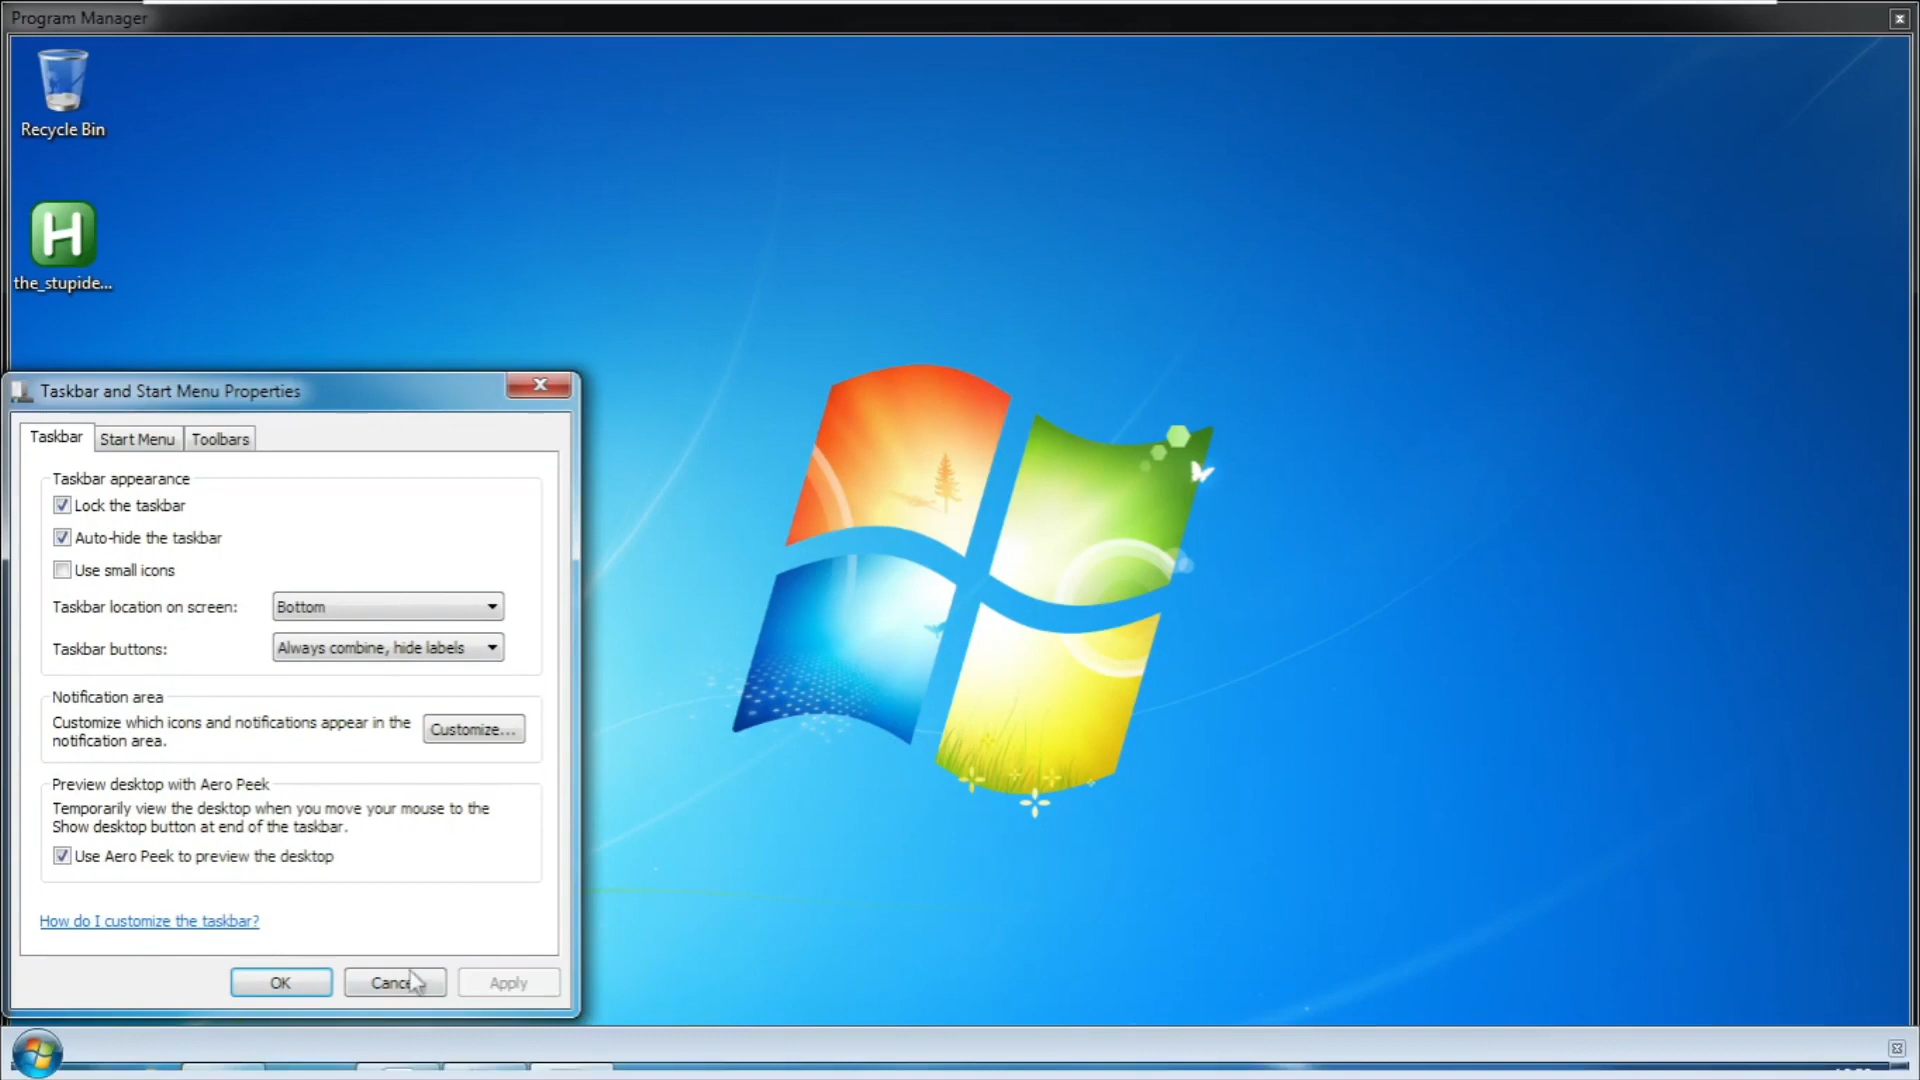 Program Manager
Recycle Bin
H
the_stupide...
Taskbar and Start Menu Properties
Taskbar
Start Menu
Toolbars
Taskbar appearance
Lock the taskbar
Auto-hide the taskbar
Use small icons
Taskbar location on screen:
Bottom
Taskbar buttons:
Always combine, hide labels
Notification area
Customize which icons and notifications appear in the
notification area.
Customize...
Preview desktop with Aero Peek
Temporarily view the desktop when you move your mouse to the
Show desktop button at end of the taskbar.
Use Aero Peek to preview the desktop
How do I customize the taskbar?
OK
Cancel
Apply